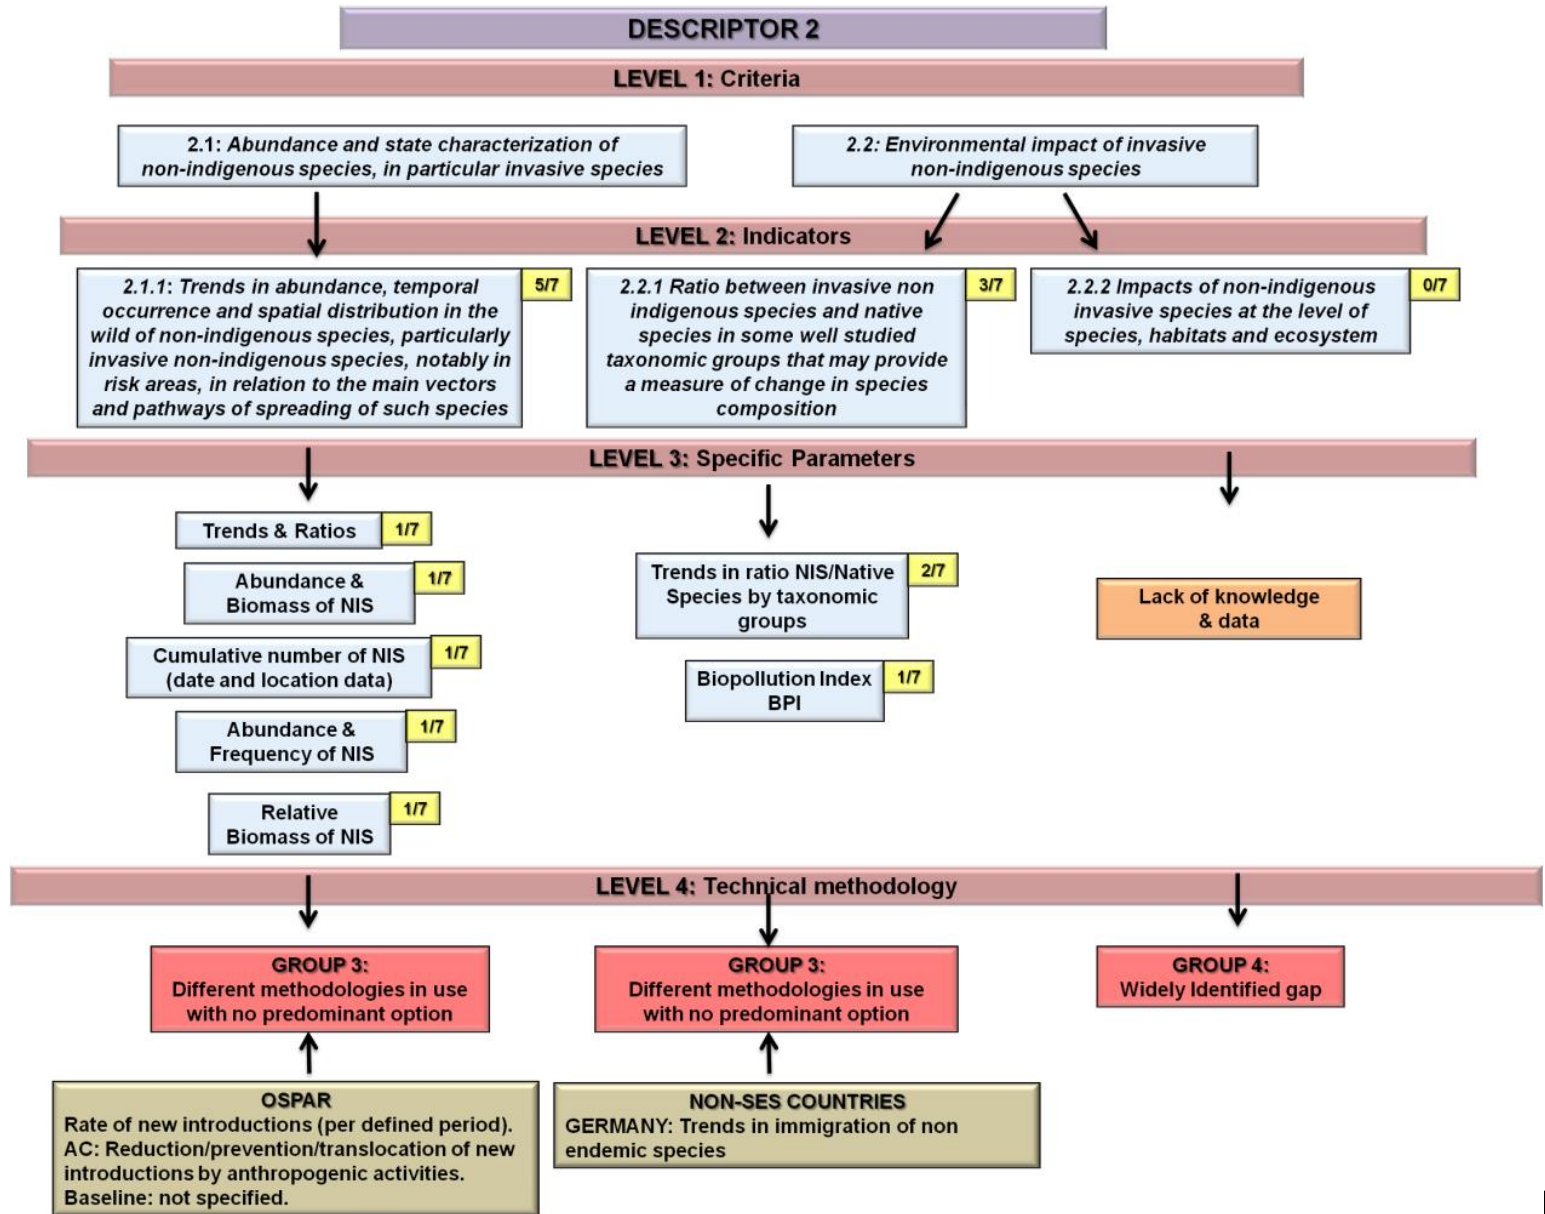 DESCRIPTOR 2
LEVEL 1: Criteria
2.1: Abundance and state characterization of
non-indigenous species, in particular invasive species
2.2: Environmental impact of invasive
non-indigenous species
LEVEL 2: Indicators
2.1.1: Trends in abundance, temporal
occurrence and spatial distribution in the
wild of non-indigenous species, particularly
invasive non-indigenous species, notably in
risk areas, in relation to the main vectors
and pathways of spreading of such species
5/7
2.2.1 Ratio between invasive non
indigenous species and native
species in some well studied
taxonomic groups that may provide
a measure of change in species
composition
3/7
2.2.2 Impacts of non-indigenous
invasive species at the level of
species, habitats and ecosystem
0/7
LEVEL 3: Specific Parameters
Trends & Ratios
1/7
Abundance &
Biomass of NIS
1/7
Cumulative number of NIS
(date and location data)
1/7
Abundance &
Frequency of NIS
1/7
Relative
Biomass of NIS
1/7
Trends in ratio NIS/Native
Species by taxonomic
groups
2/7
Biopollution Index
BPI
1/7
Lack of knowledge
& data
LEVEL 4: Technical methodology
GROUP 3:
Different methodologies in use
with no predominant option
GROUP 3:
Different methodologies in use
with no predominant option
GROUP 4:
Widely Identified gap
OSPAR
Rate of new introductions (per defined period).
AC: Reduction/prevention/translocation of new
introductions by anthropogenic activities.
Baseline: not specified.
NON-SES COUNTRIES
GERMANY: Trends in immigration of non
endemic species